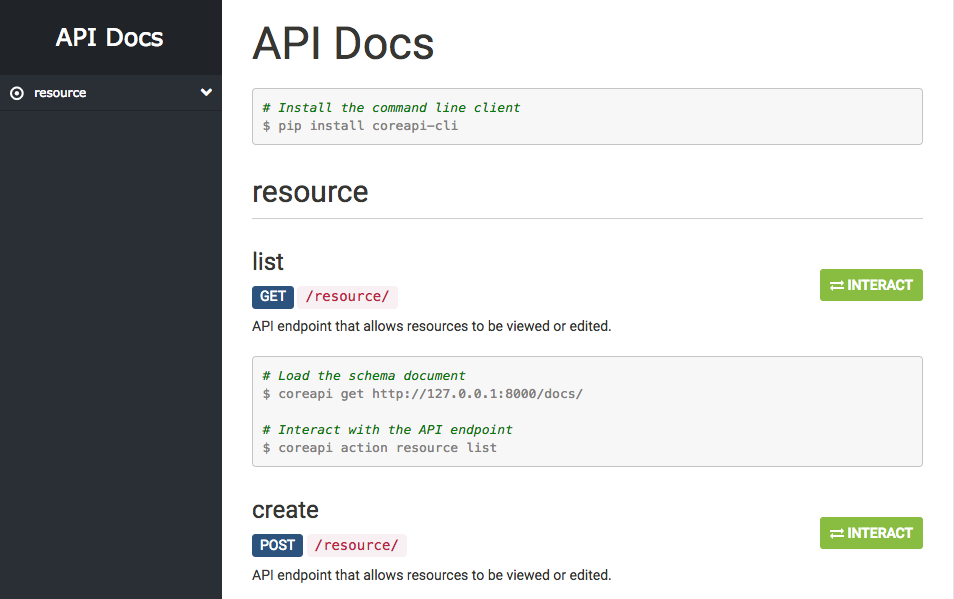 API Docs
resource
API Docs
# Install the command line client
$ pip install coreapi-cli
resource
list
GET /resource/
INTERACT
API endpoint that allows resources to be viewed or edited.
# Load the schema document
$ coreapi get http://127.0.0.1:8000/docs/
# Interact with the API endpoint
$ coreapi action resource list
create
POST /resource/
INTERACT
API endpoint that allows resources to be viewed or edited.